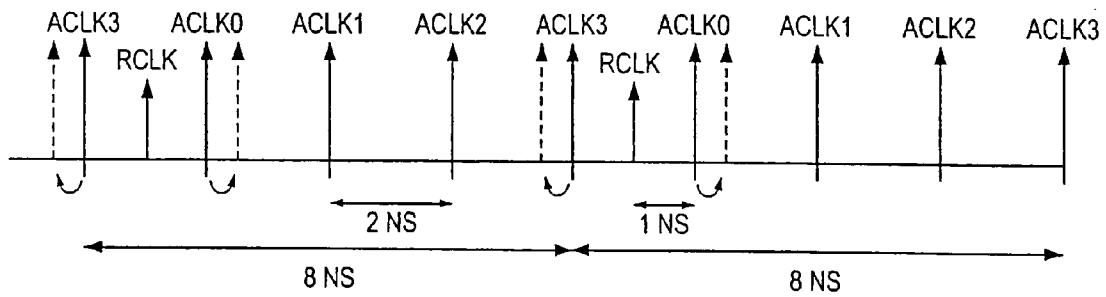 ACLK3 ACLK0 ACLK1 ACLK2 ACLK3 ACLK0 ACLK1 ACLK2 ACLK3
RCLK RCLK
2 NS 1 NS
8 NS 8 NS